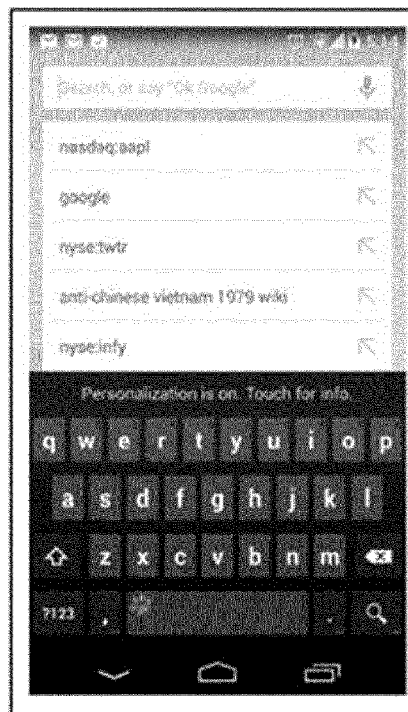 Search, or say "Ok Google"
nasdaq:aapl
google
nyse:twtr
anti-chinese vietnam 1979 wiki
nyse:infy
Personalization is on. Touch for info.
q w e r t y u i o p
a s d f g h j k l
z x c v b n m
?123 , .